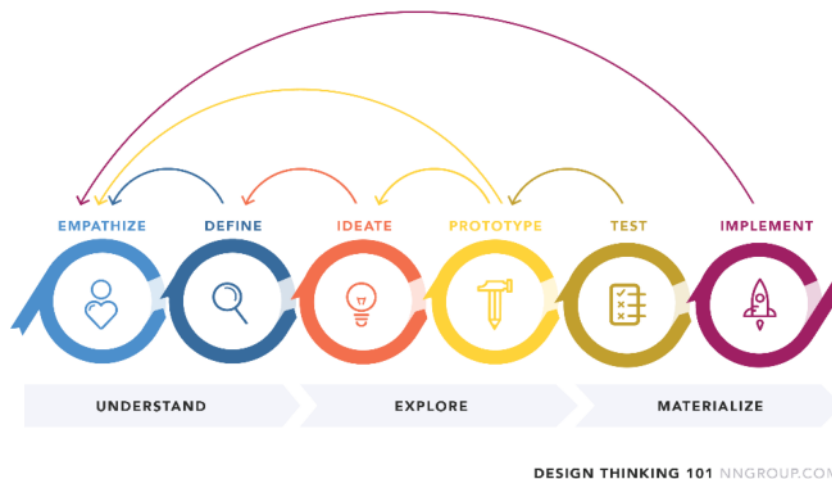 EMPATHIZE DEFINE IDEATE PROTOTYPE TEST IMPLEMENT
UNDERSTAND EXPLORE MATERIALIZE
DESIGN THINKING 101 NNGROUP.COM